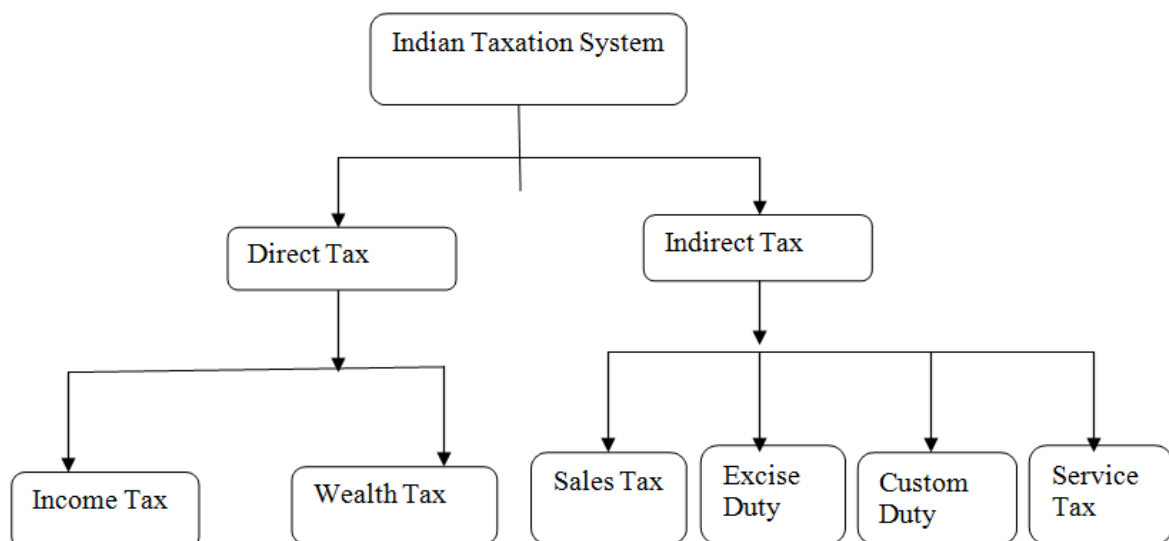 Indian Taxation System
Direct Tax
Indirect Tax
Income Tax
Wealth Tax
Sales Tax
Excise
Duty
Custom
Duty
Service
Tax